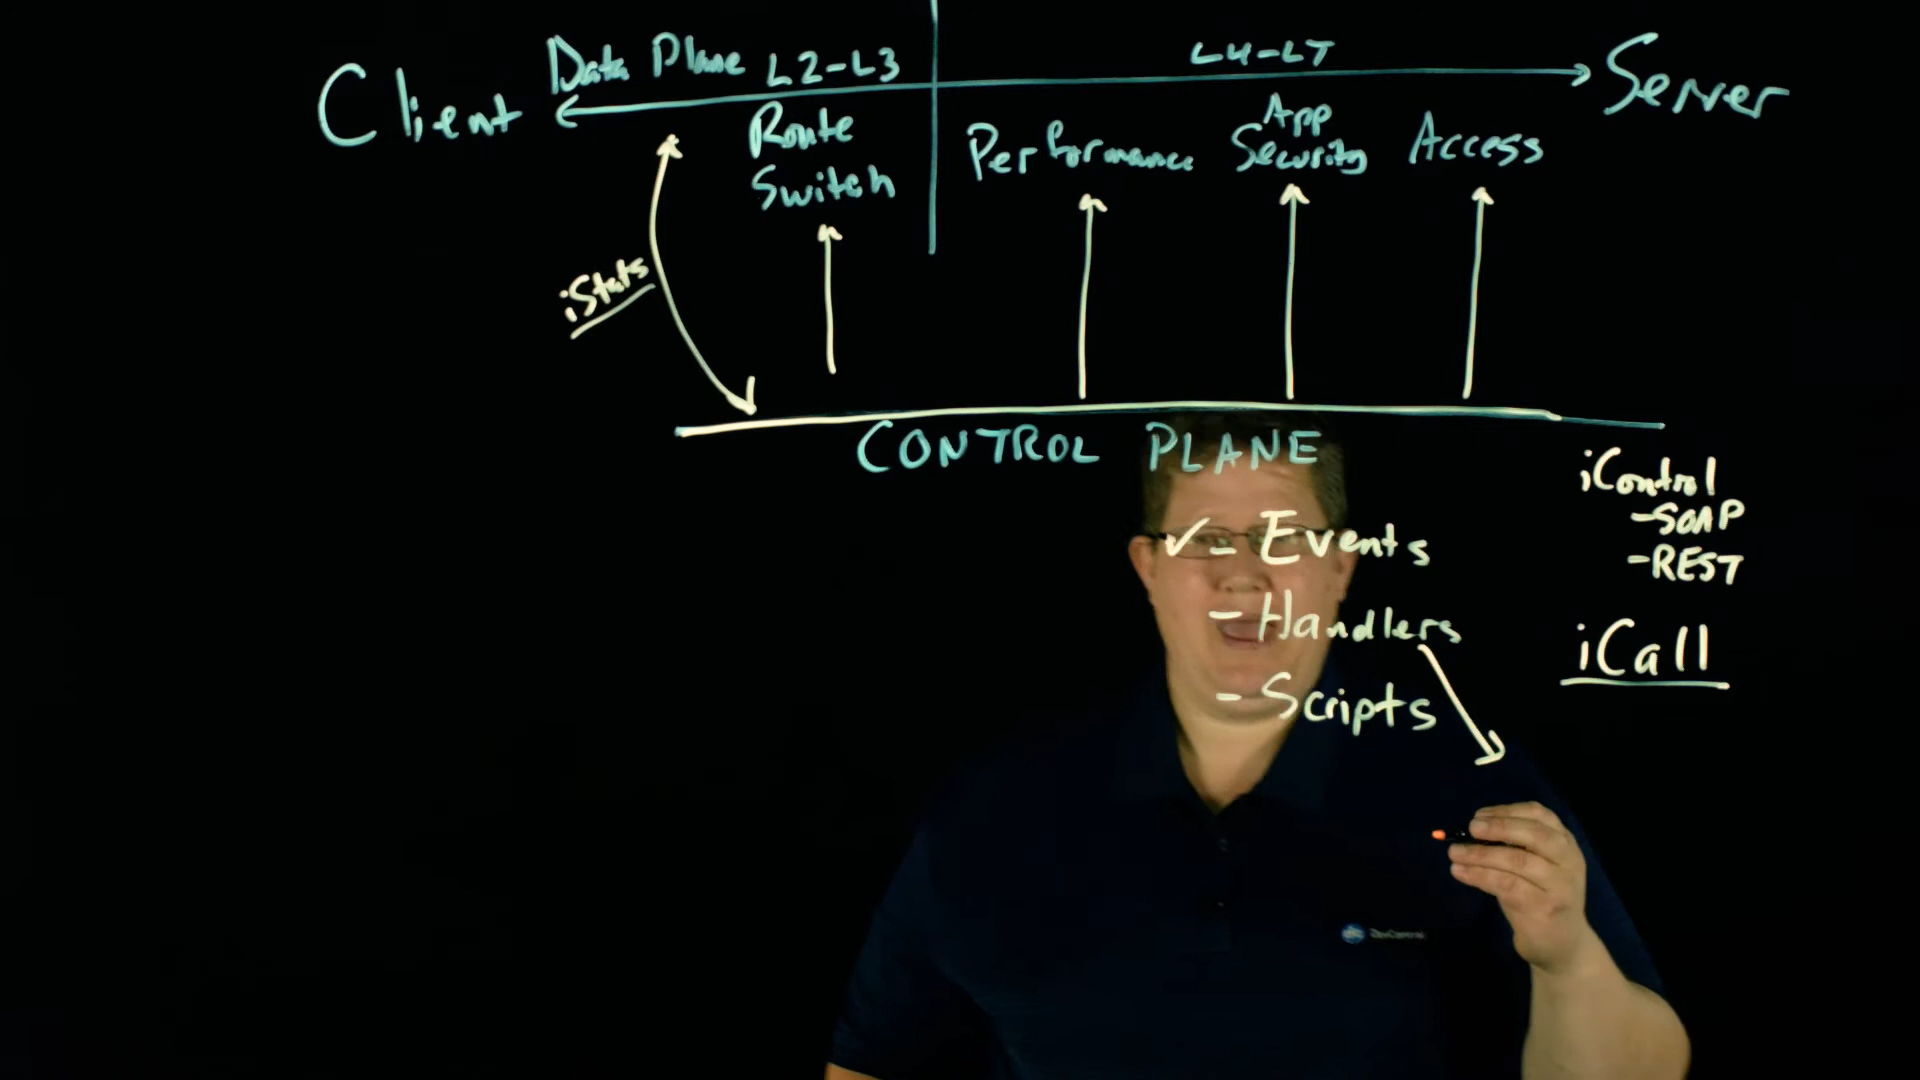 Client
Data Plane L2-L3
L4-L7
Server
Route
Switch
Performance
App
Security
Access
iStats
CONTROL PLANE
iControl
-SOAP
-REST
✓ - Events
- Handlers
- Scripts
iCall
DevCentral